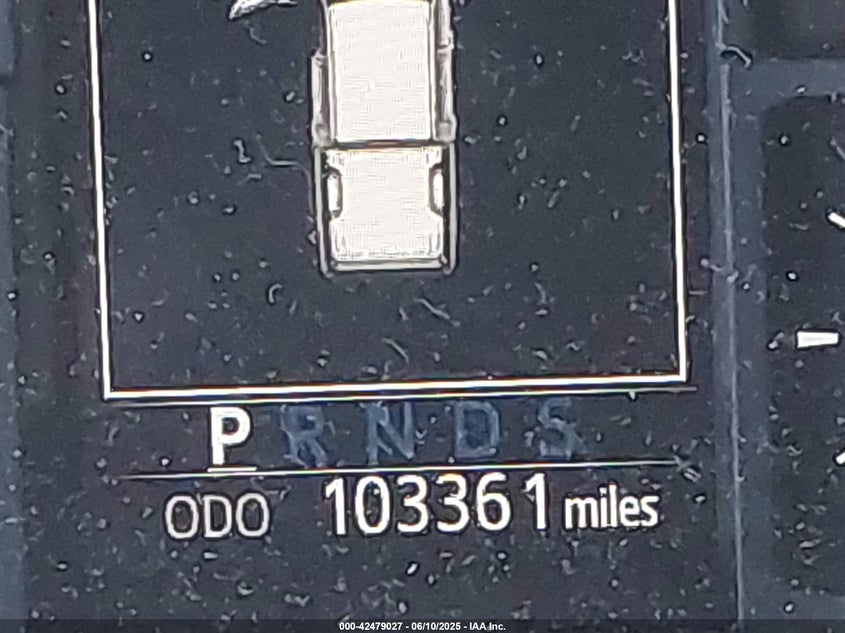 P R N D S
ODO 103361 miles
000-42479027 - 06/10/2025 - IAA Inc.